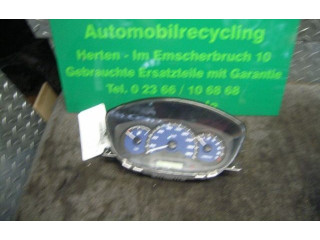 Automobilrecycling
Herten - Im Emscherbruch 10
Gebrauchte Ersatzteile mit Garantie
Tel. 0 23 66 / 10 68 68